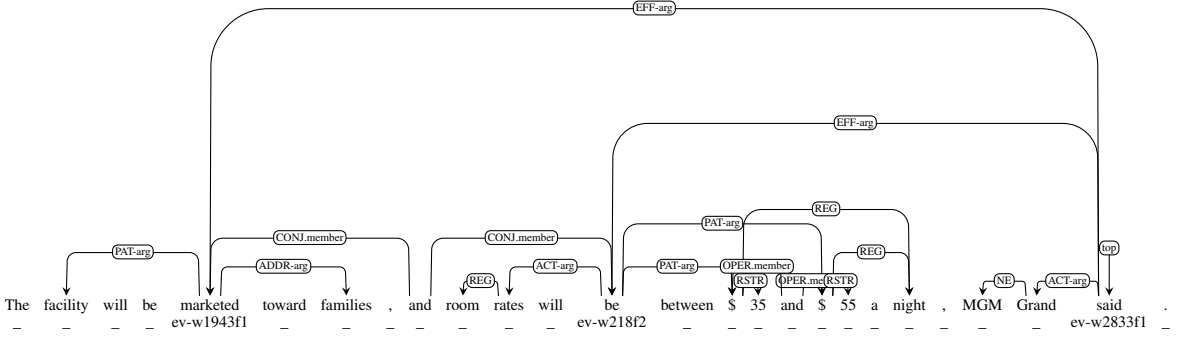 EFF-arg
EFF-arg
REG
PAT-arg
CONJ.member CONJ.member
PAT-arg REG top
ADDR-arg ACT-arg PAT-arg OPER.member
REG RSTR RSTR NE ACT-arg
The facility will be marketed toward families , and room rates will be between $ 35 and $ 55 a night , MGM Grand said .
_ _ _ _ ev-w1943f1 _ _ _ _ _ _ _ ev-w218f2 _ _ _ _ _ _ _ _ _ _ _ ev-w2833f1 _